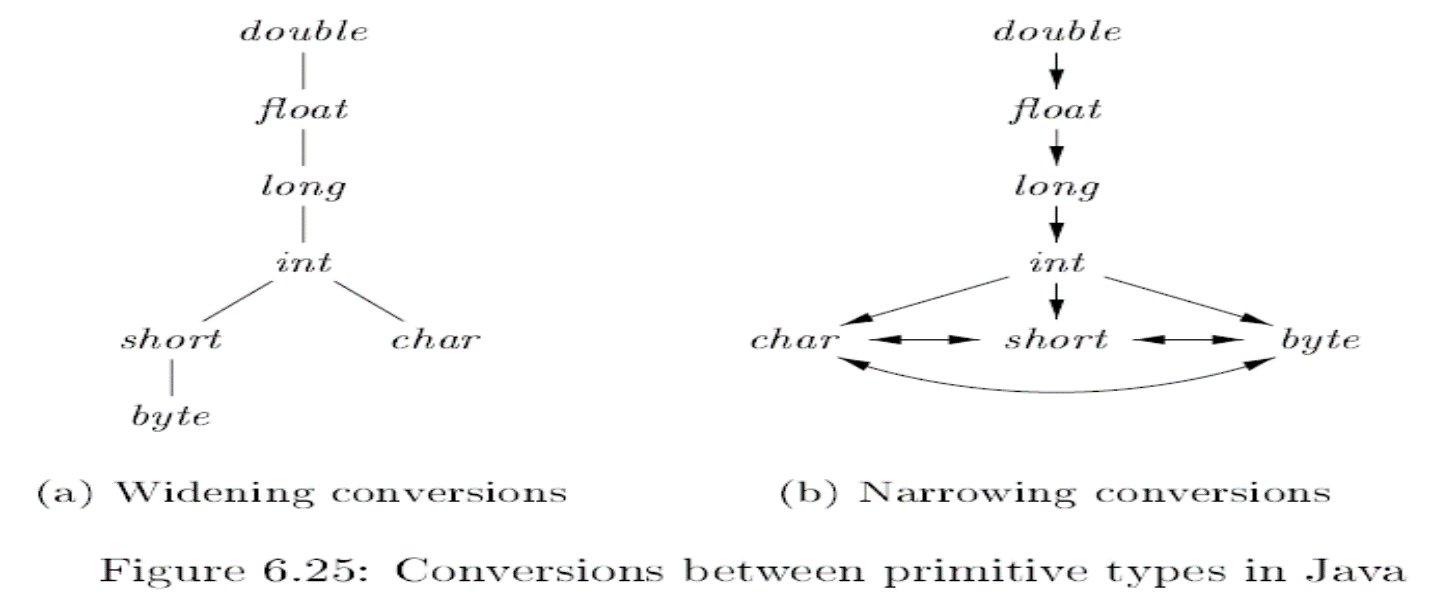 double double
float float
long long
int int
short char char short byte
byte
(a) Widening conversions (b) Narrowing conversions
Figure 6.25: Conversions between primitive types in Java